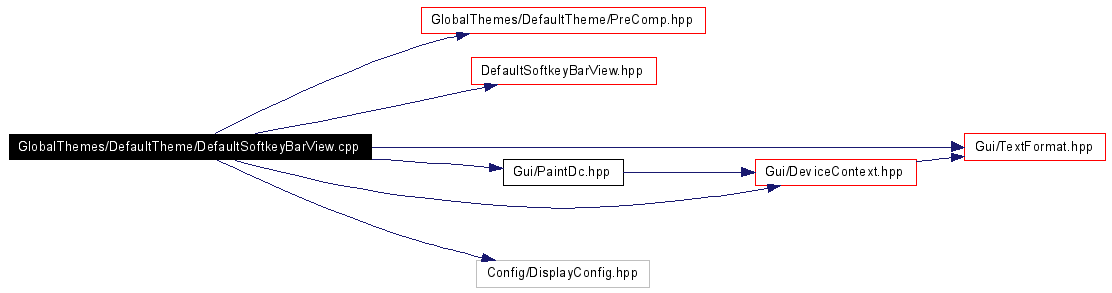 GlobalThemes/DefaultTheme/PreComp.hpp
DefaultSoftkeyBarView.hpp
GlobalThemes/DefaultTheme/DefaultSoftkeyBarView.cpp
Gui/TextFormat.hpp
Gui/PaintDc.hpp
Gui/DeviceContext.hpp
Config/DisplayConfig.hpp